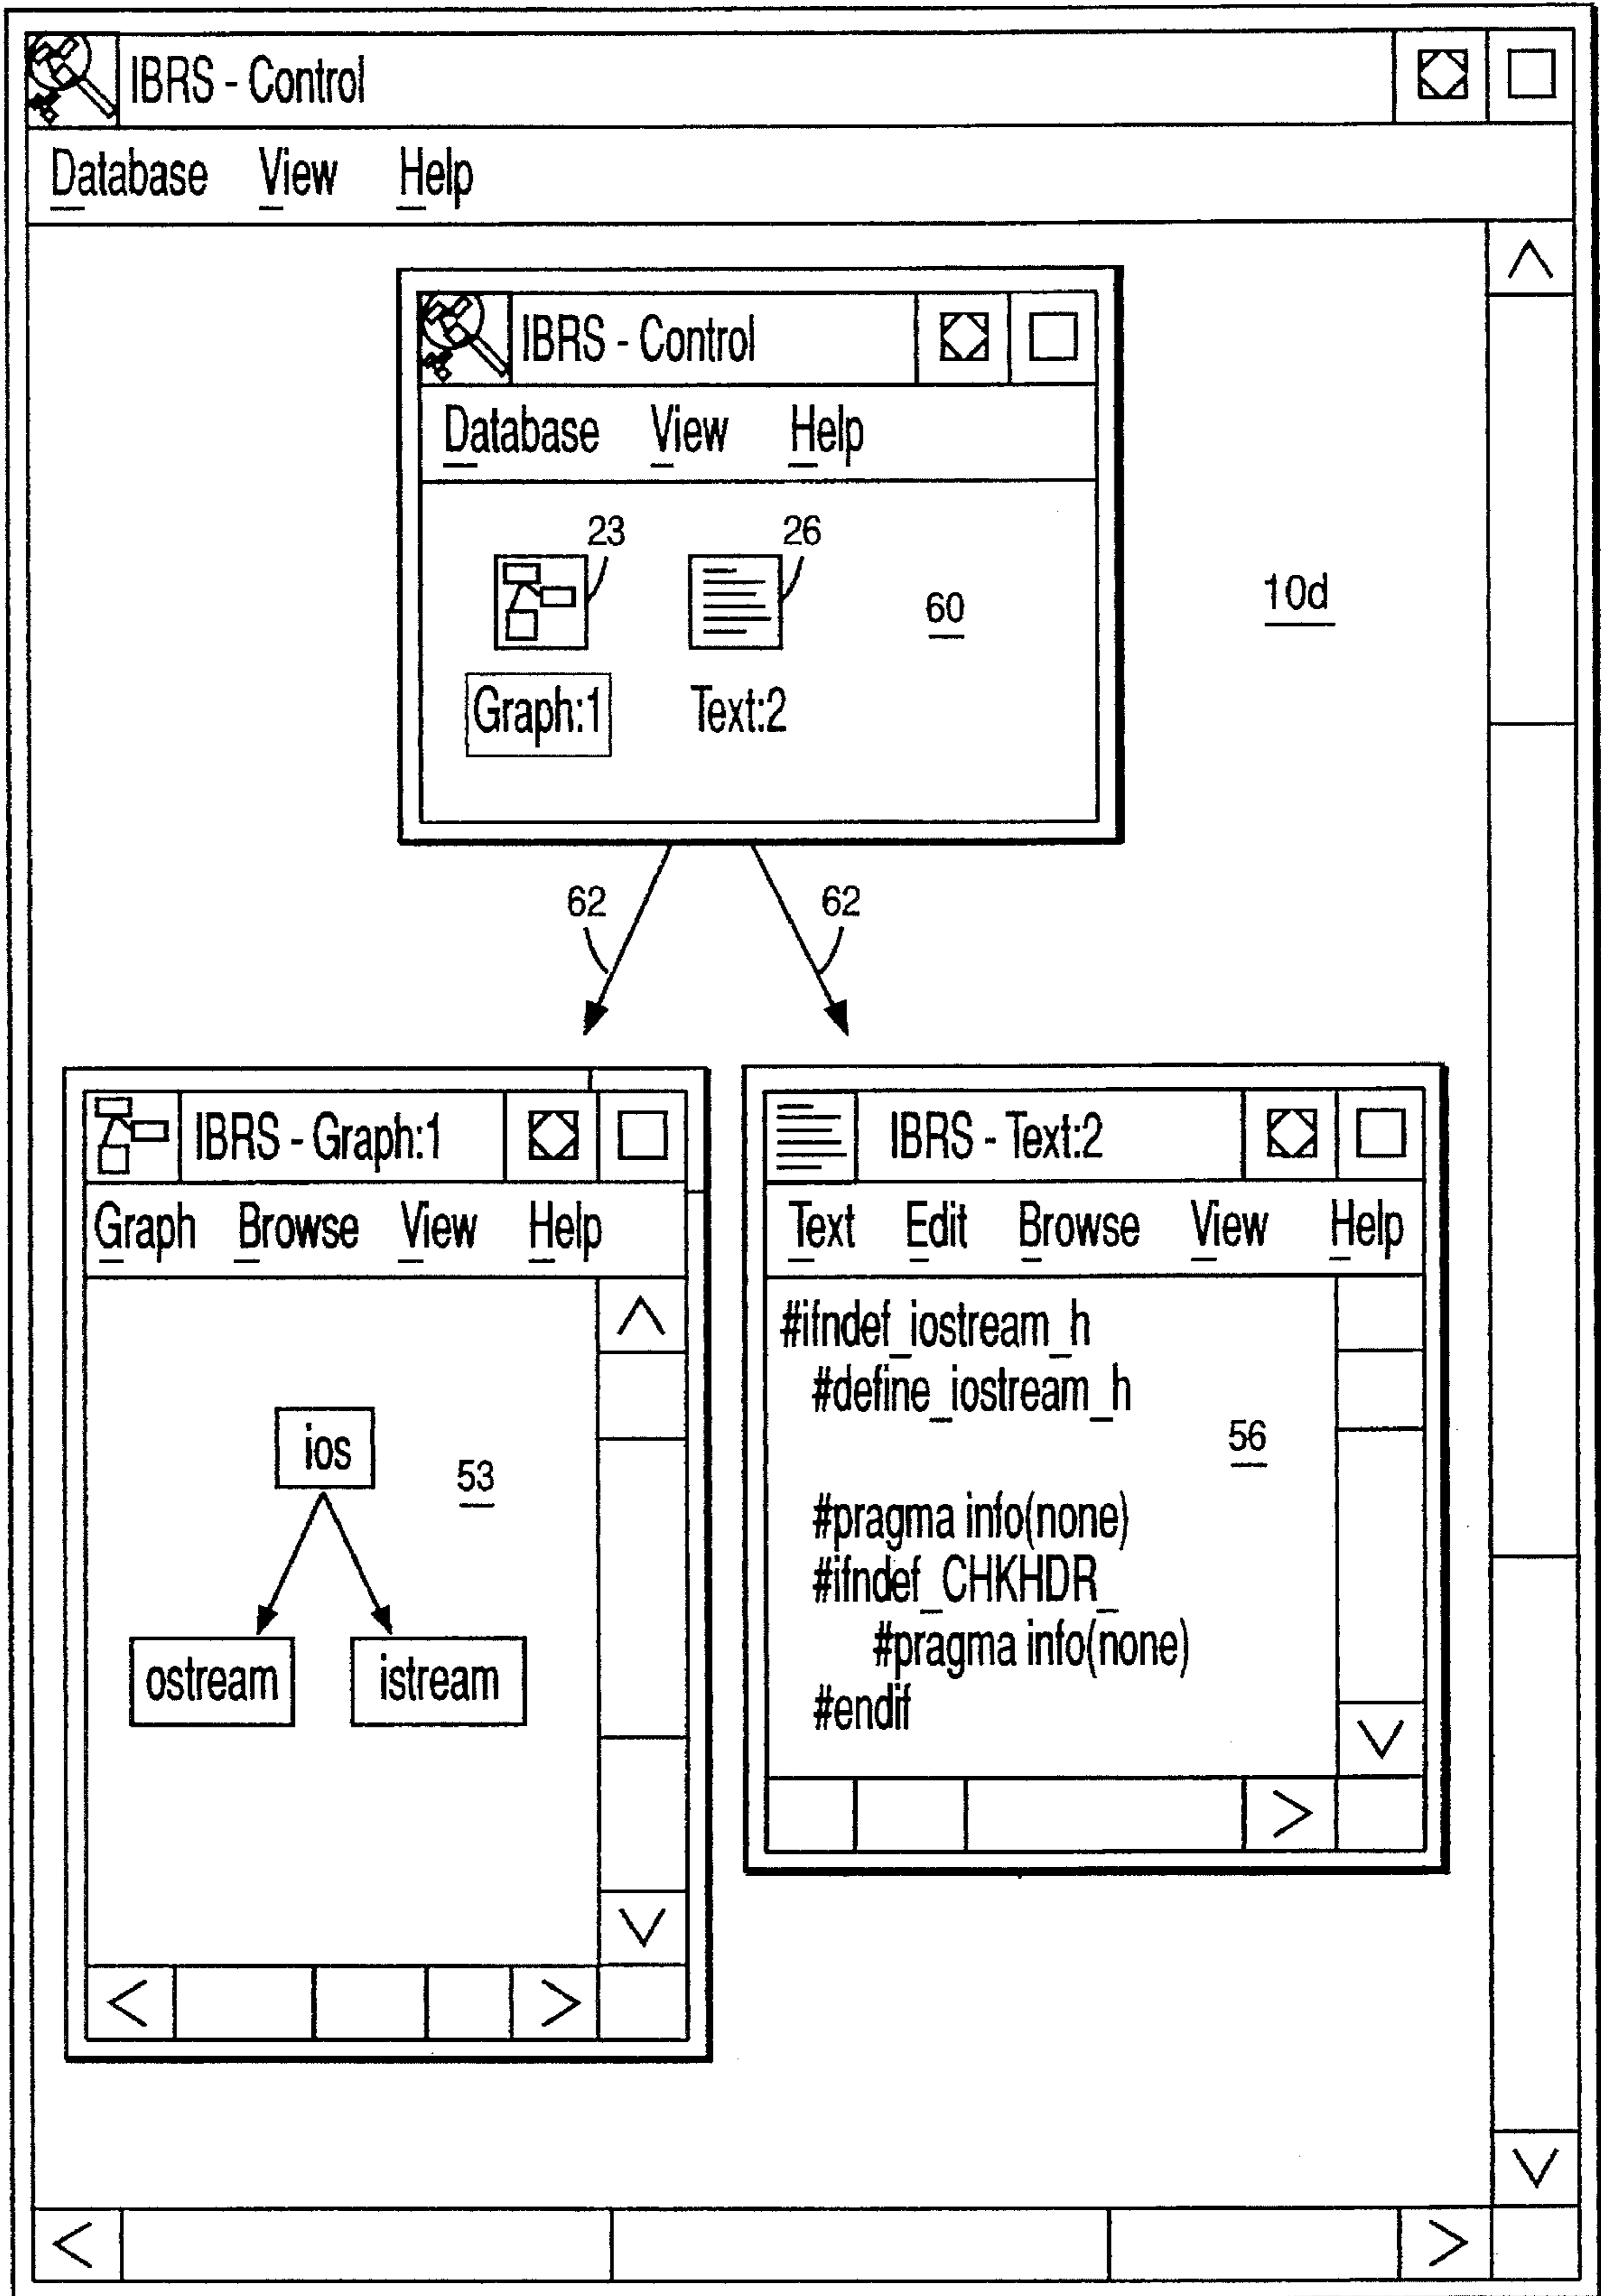 IBRS - Control
Database View Help
IBRS - Control
Database View Help
23 26
60
10d
Graph:1 Text:2
62 62
IBRS - Graph:1
Graph Browse View Help
ios
53
ostream istream
IBRS - Text:2
Text Edit Browse View Help
#ifndef_iostream_h
#define_iostream_h
56
#pragma info(none)
#ifndef_CHKHDR_
#pragma info(none)
#endif